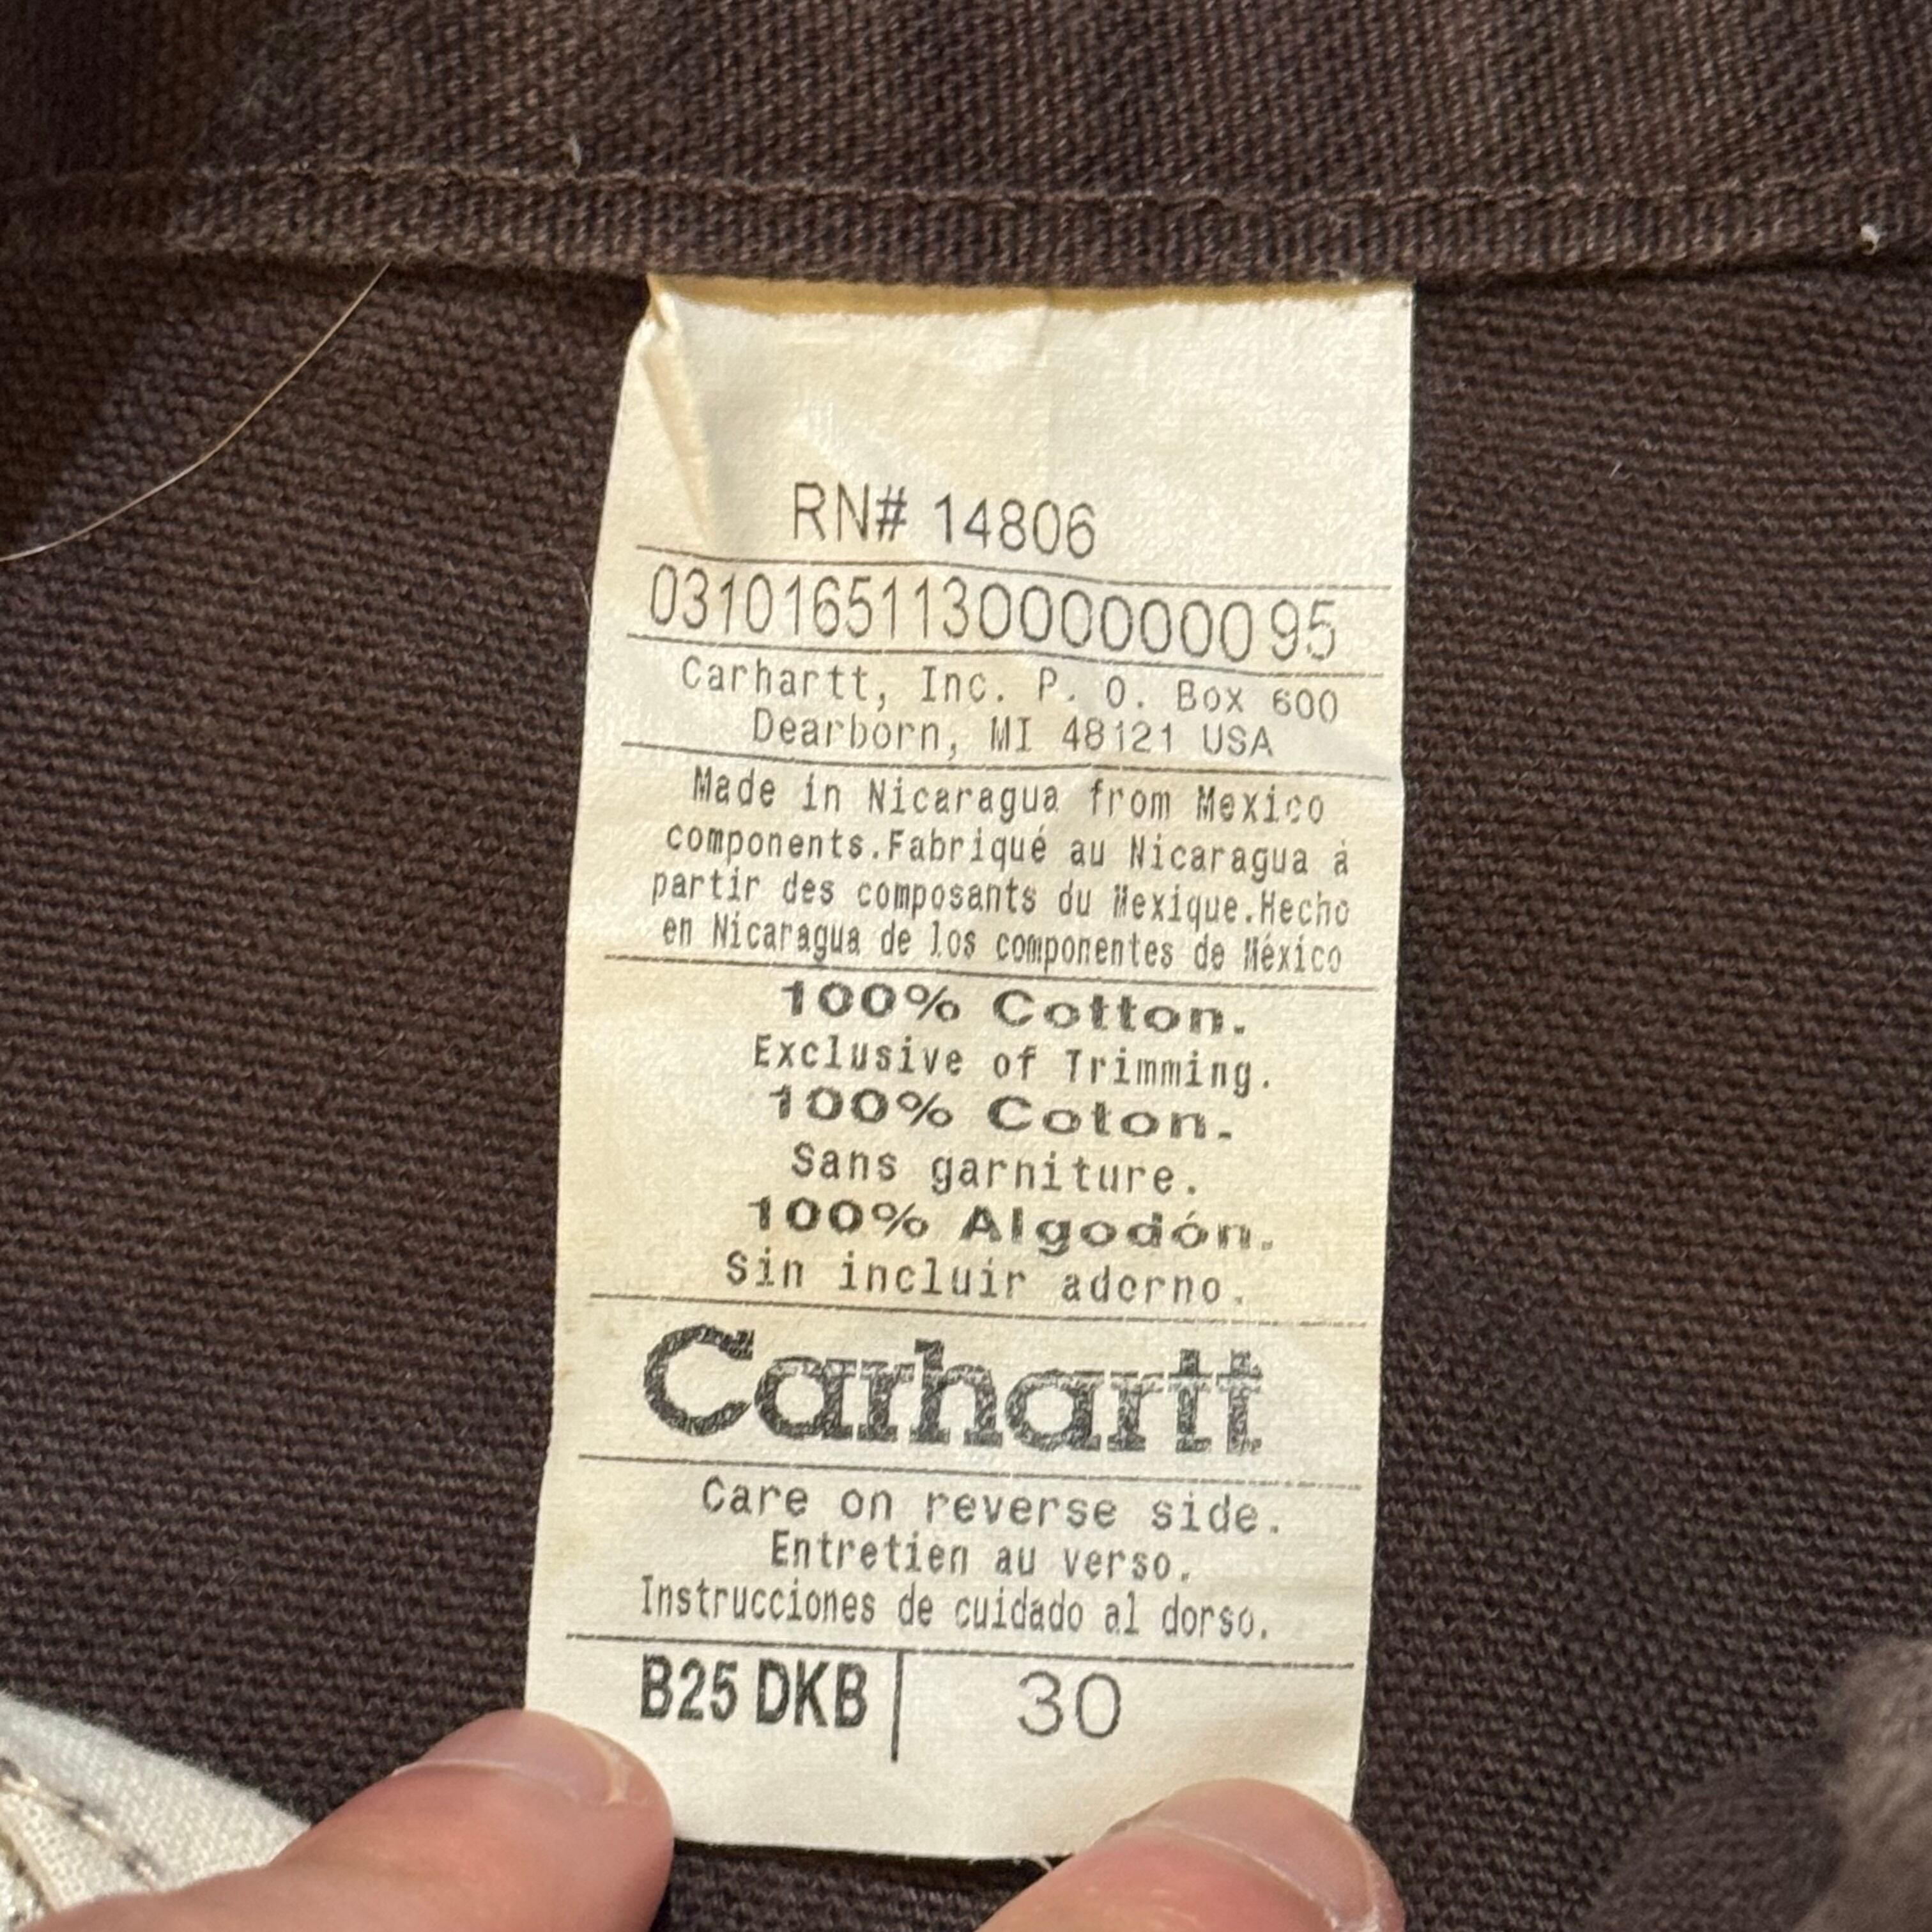 RN# 14806
0310165113000000095
Carhartt, Inc. P. O. Box 600
Dearborn, MI 48121 USA
Made in Nicaragua from Mexico
components.Fabriqué au Nicaragua à
partir des composants du Mexique.Hecho
en Nicaragua de los componentes de México
100% Cotton.
Exclusive of Trimming.
100% Coton.
Sans garniture.
100% Algodón.
Sin incluir adorno.
Carhartt
Care on reverse side.
Entretien au verso.
Instrucciones de cuidado al dorso.
B25 DKB | 30